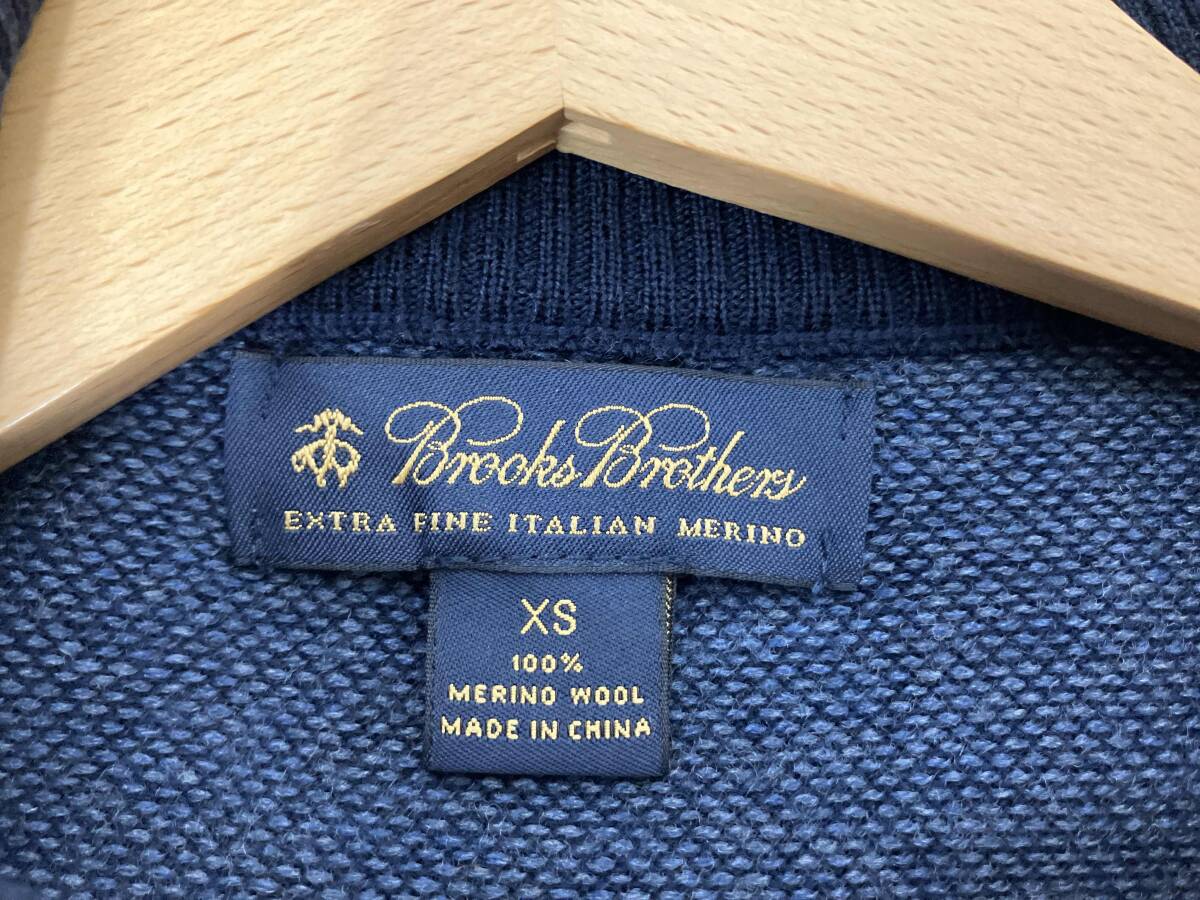 Brooks Brothers
EXTRA FINE ITALIAN MERINO
XS
100%
MERINO WOOL
MADE IN CHINA